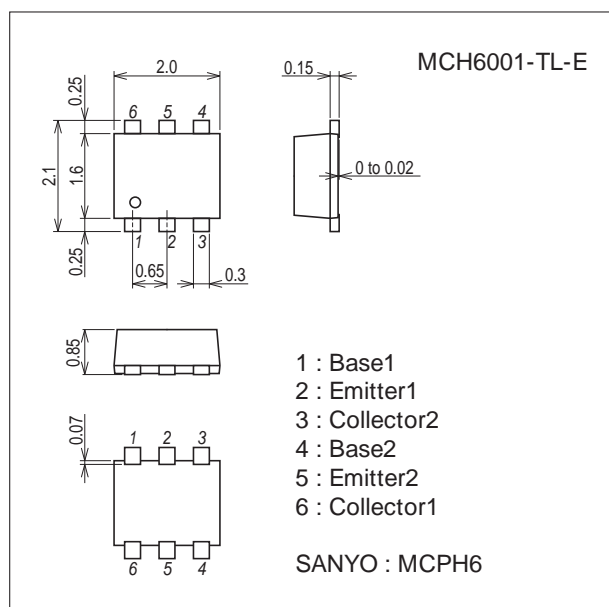 MCH6001-TL-E
2.0
0.15
0.25
6 5 4
2.1
1.6
0 to 0.02
1 2 3
0.25
0.65
0.3
0.85
1 : Base1
2 : Emitter1
3 : Collector2
4 : Base2
5 : Emitter2
6 : Collector1
0.07
1 2 3
6 5 4
SANYO : MCPH6